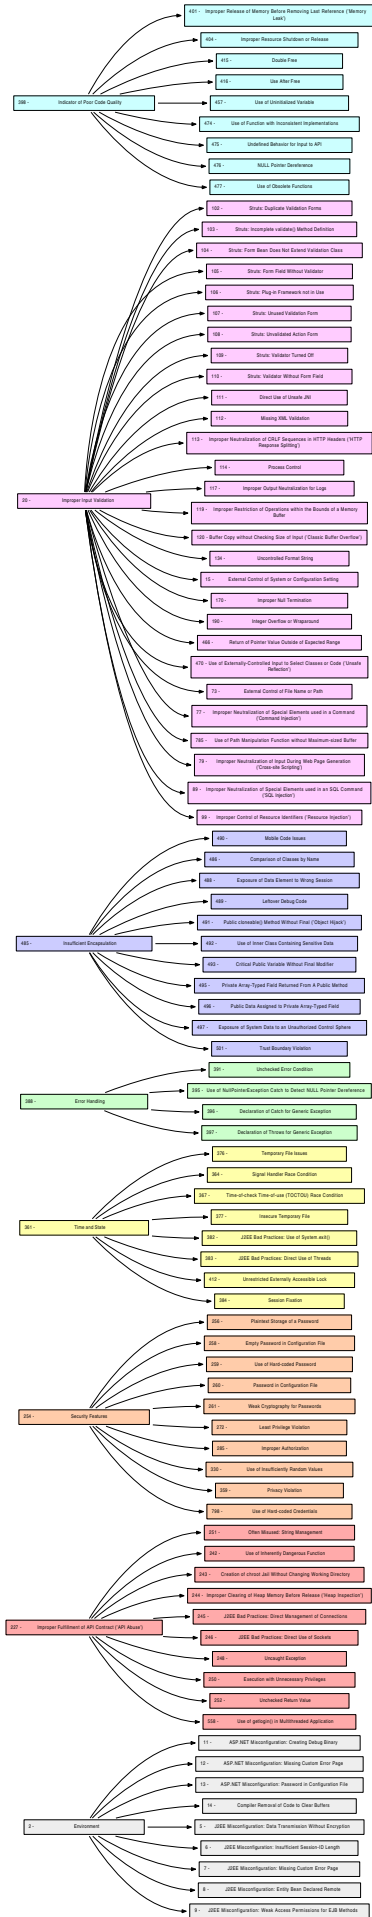 401 - Improper Release of Memory Before Removing Last Reference ('Memory
Leak')
404 - Improper Resource Shutdown or Release
415 - Double Free
416 - Use After Free
398 - Indicator of Poor Code Quality
457 - Use of Uninitialized Variable
474 - Use of Function with Inconsistent Implementations
475 - Undefined Behavior for Input to API
476 - NULL Pointer Dereference
477 - Use of Obsolete Functions
102 - Struts: Duplicate Validation Forms
103 - Struts: Incomplete validate() Method Definition
104 - Struts: Form Bean Does Not Extend Validation Class
105 - Struts: Form Field Without Validator
106 - Struts: Plug-in Framework not in Use
107 - Struts: Unused Validation Form
108 - Struts: Unvalidated Action Form
109 - Struts: Validator Turned Off
110 - Struts: Validator Without Form Field
111 - Direct Use of Unsafe JNI
112 - Missing XML Validation
113 - Improper Neutralization of CRLF Sequences in HTTP Headers ('HTTP
Response Splitting')
114 - Process Control
117 - Improper Output Neutralization for Logs
20 - Improper Input Validation
119 - Improper Restriction of Operations within the Bounds of a Memory
Buffer
120 - Buffer Copy without Checking Size of Input ('Classic Buffer Overflow')
134 - Uncontrolled Format String
15 - External Control of System or Configuration Setting
170 - Improper Null Termination
190 - Integer Overflow or Wraparound
466 - Return of Pointer Value Outside of Expected Range
470 - Use of Externally-Controlled Input to Select Classes or Code ('Unsafe
Reflection')
73 - External Control of File Name or Path
77 - Improper Neutralization of Special Elements used in a Command
('Command Injection')
785 - Use of Path Manipulation Function without Maximum-sized Buffer
79 - Improper Neutralization of Input During Web Page Generation
('Cross-site Scripting')
89 - Improper Neutralization of Special Elements used in an SQL Command
('SQL Injection')
99 - Improper Control of Resource Identifiers ('Resource Injection')
490 - Mobile Code Issues
486 - Comparison of Classes by Name
488 - Exposure of Data Element to Wrong Session
489 - Leftover Debug Code
491 - Public cloneable() Method Without Final ('Object Hijack')
485 - Insufficient Encapsulation
492 - Use of Inner Class Containing Sensitive Data
493 - Critical Public Variable Without Final Modifier
495 - Private Array-Typed Field Returned From A Public Method
496 - Public Data Assigned to Private Array-Typed Field
497 - Exposure of System Data to an Unauthorized Control Sphere
501 - Trust Boundary Violation
391 - Unchecked Error Condition
395 - Use of NullPointerException Catch to Detect NULL Pointer Dereference
388 - Error Handling
396 - Declaration of Catch for Generic Exception
397 - Declaration of Throws for Generic Exception
376 - Temporary File Issues
364 - Signal Handler Race Condition
367 - Time-of-check Time-of-use (TOCTOU) Race Condition
377 - Insecure Temporary File
361 - Time and State
382 - J2EE Bad Practices: Use of System.exit()
383 - J2EE Bad Practices: Direct Use of Threads
412 - Unrestricted Externally Accessible Lock
384 - Session Fixation
256 - Plaintext Storage of a Password
258 - Empty Password in Configuration File
259 - Use of Hard-coded Password
260 - Password in Configuration File
261 - Weak Cryptography for Passwords
254 - Security Features
272 - Least Privilege Violation
285 - Improper Authorization
330 - Use of Insufficiently Random Values
359 - Privacy Violation
798 - Use of Hard-coded Credentials
251 - Often Misused: String Management
242 - Use of Inherently Dangerous Function
243 - Creation of chroot Jail Without Changing Working Directory
244 - Improper Clearing of Heap Memory Before Release ('Heap Inspection')
245 - J2EE Bad Practices: Direct Management of Connections
227 - Improper Fulfillment of API Contract ('API Abuse')
246 - J2EE Bad Practices: Direct Use of Sockets
248 - Uncaught Exception
250 - Execution with Unnecessary Privileges
252 - Unchecked Return Value
558 - Use of getlogin() in Multithreaded Application
11 - ASP.NET Misconfiguration: Creating Debug Binary
12 - ASP.NET Misconfiguration: Missing Custom Error Page
13 - ASP.NET Misconfiguration: Password in Configuration File
14 - Compiler Removal of Code to Clear Buffers
2 - Environment
5 - J2EE Misconfiguration: Data Transmission Without Encryption
6 - J2EE Misconfiguration: Insufficient Session-ID Length
7 - J2EE Misconfiguration: Missing Custom Error Page
8 - J2EE Misconfiguration: Entity Bean Declared Remote
9 - J2EE Misconfiguration: Weak Access Permissions for EJB Methods